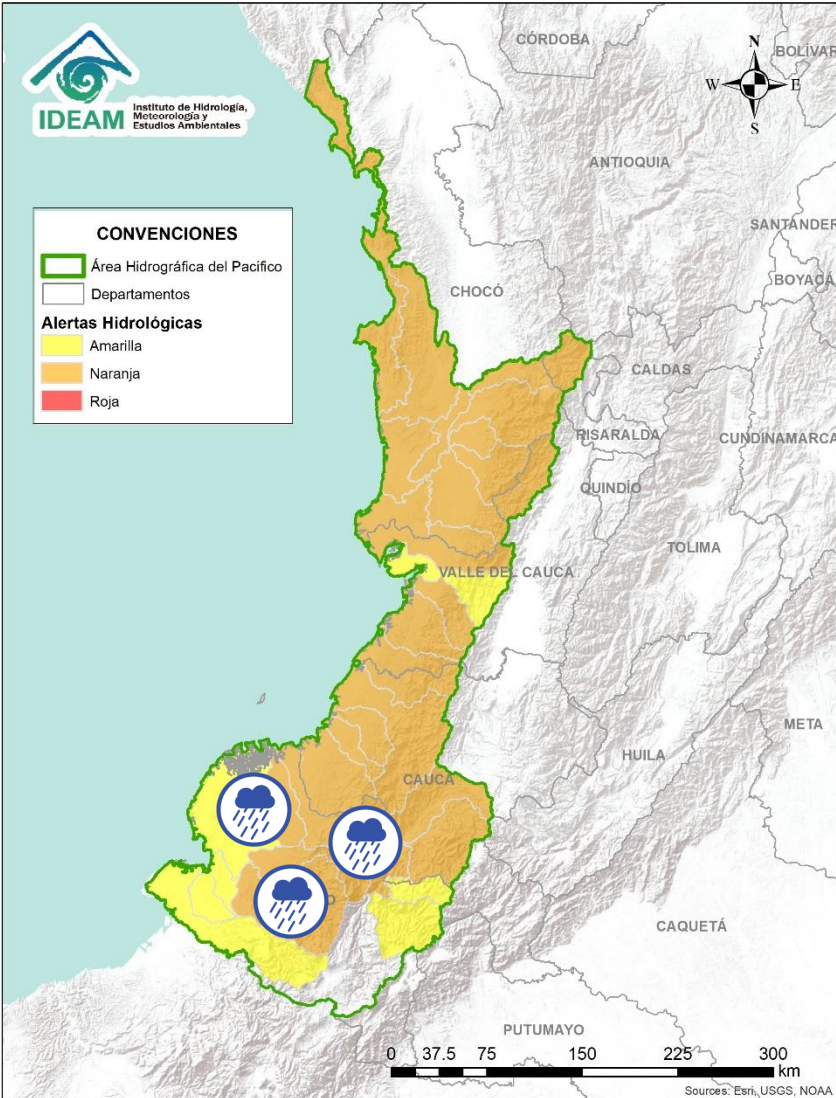 IDEAM
Instituto de Hidrología,
Meteorología y
Estudios Ambientales
CÓRDOBA
BOLÍVAR
N
W
E
S
ANTIOQUIA
SANTANDER
BOYACÁ
CHOCÓ
CONVENCIONES
Área Hidrográfica del Pacifico
Departamentos
Alertas Hidrológicas
Amarilla
Naranja
Roja
CALDAS
RISARALDA
CUNDINAMARCA
QUINDÍO
TOLIMA
VALLE DEL CAUCA
META
HUILA
CAUCA
CAQUETÁ
PUTUMAYO
0 37.5 75 150 225 300
km
Sources: Esri, USGS, NOAA